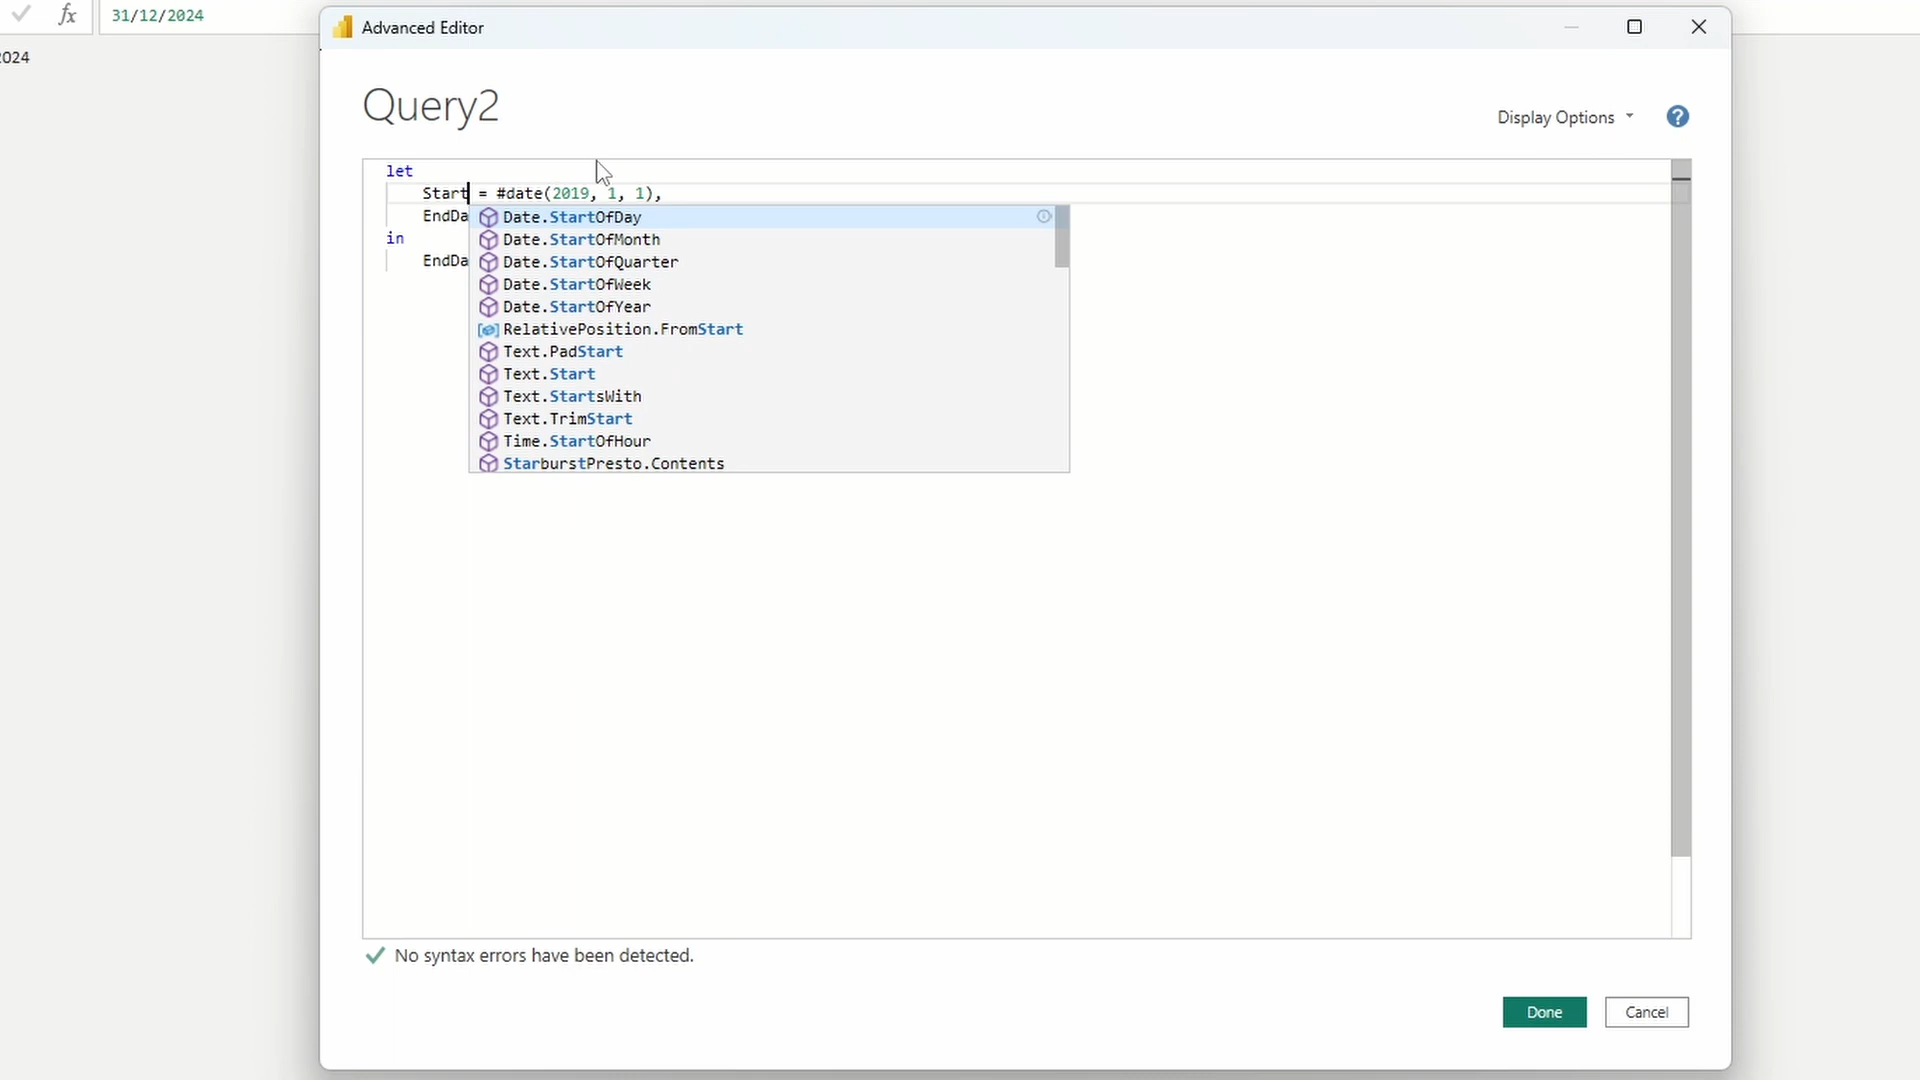 fx
31/12/2024
2024
Advanced Editor
Query2
Display Options
?
let
Start = #date(2019, 1, 1),
EndDa
in
EndDa
Date.StartOfDay
Date.StartOfMonth
Date.StartOfQuarter
Date.StartOfWeek
Date.StartOfYear
RelativePosition.FromStart
Text.PadStart
Text.Start
Text.StartsWith
Text.TrimStart
Time.StartOfHour
StarburstPresto.Contents
No syntax errors have been detected.
Done
Cancel